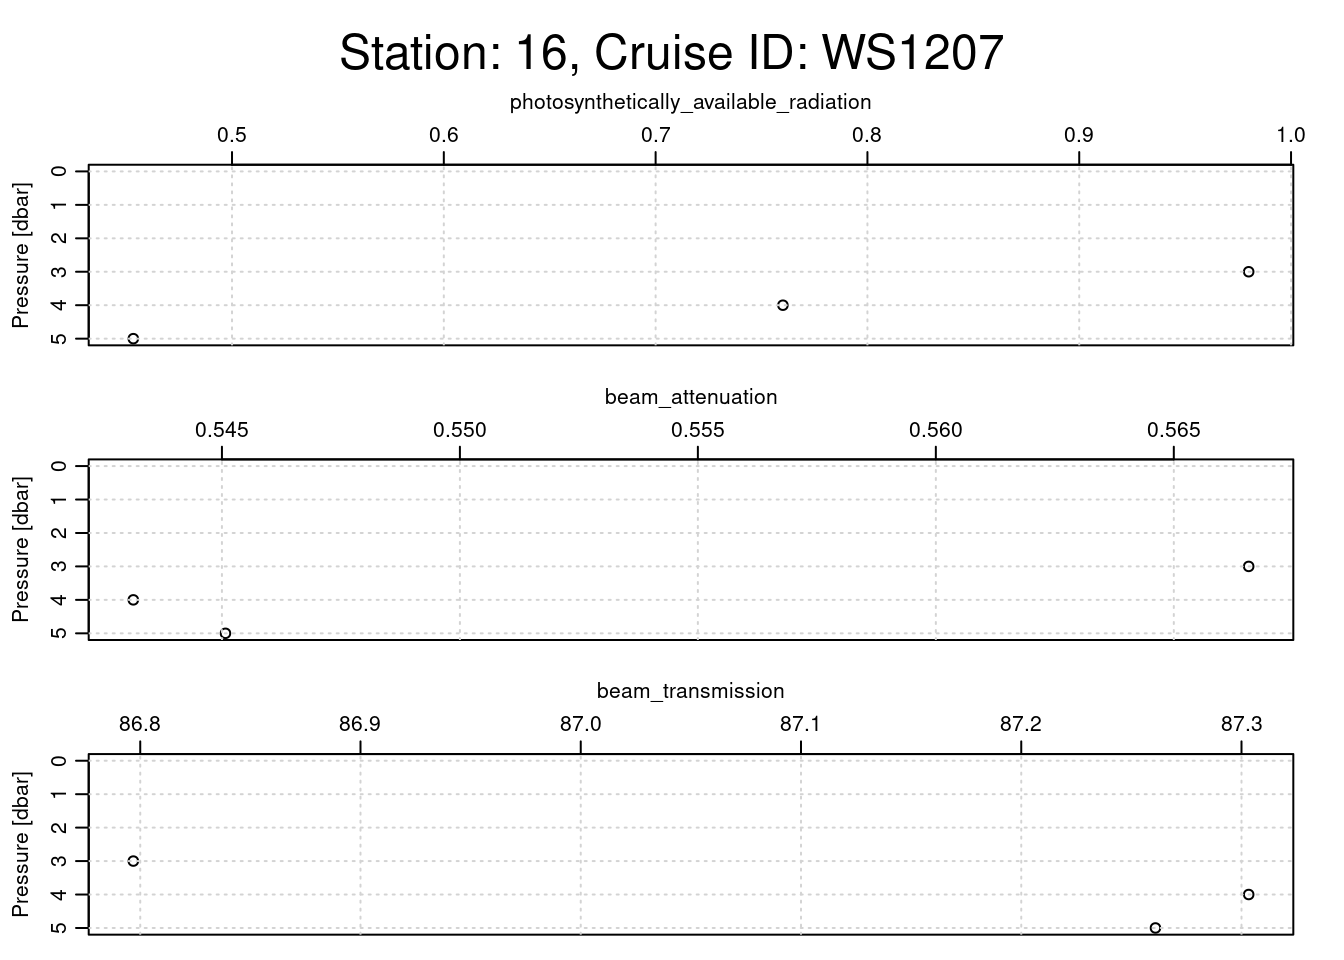 Station: 16, Cruise ID: WS1207
photosynthetically_available_radiation
0.5 0.6 0.7 0.8 0.9 1.0
Pressure [dbar]
0
1
2
3
4
5
beam_attenuation
0.545 0.550 0.555 0.560 0.565
Pressure [dbar]
0
1
2
3
4
5
beam_transmission
86.8 86.9 87.0 87.1 87.2 87.3
Pressure [dbar]
0
1
2
3
4
5